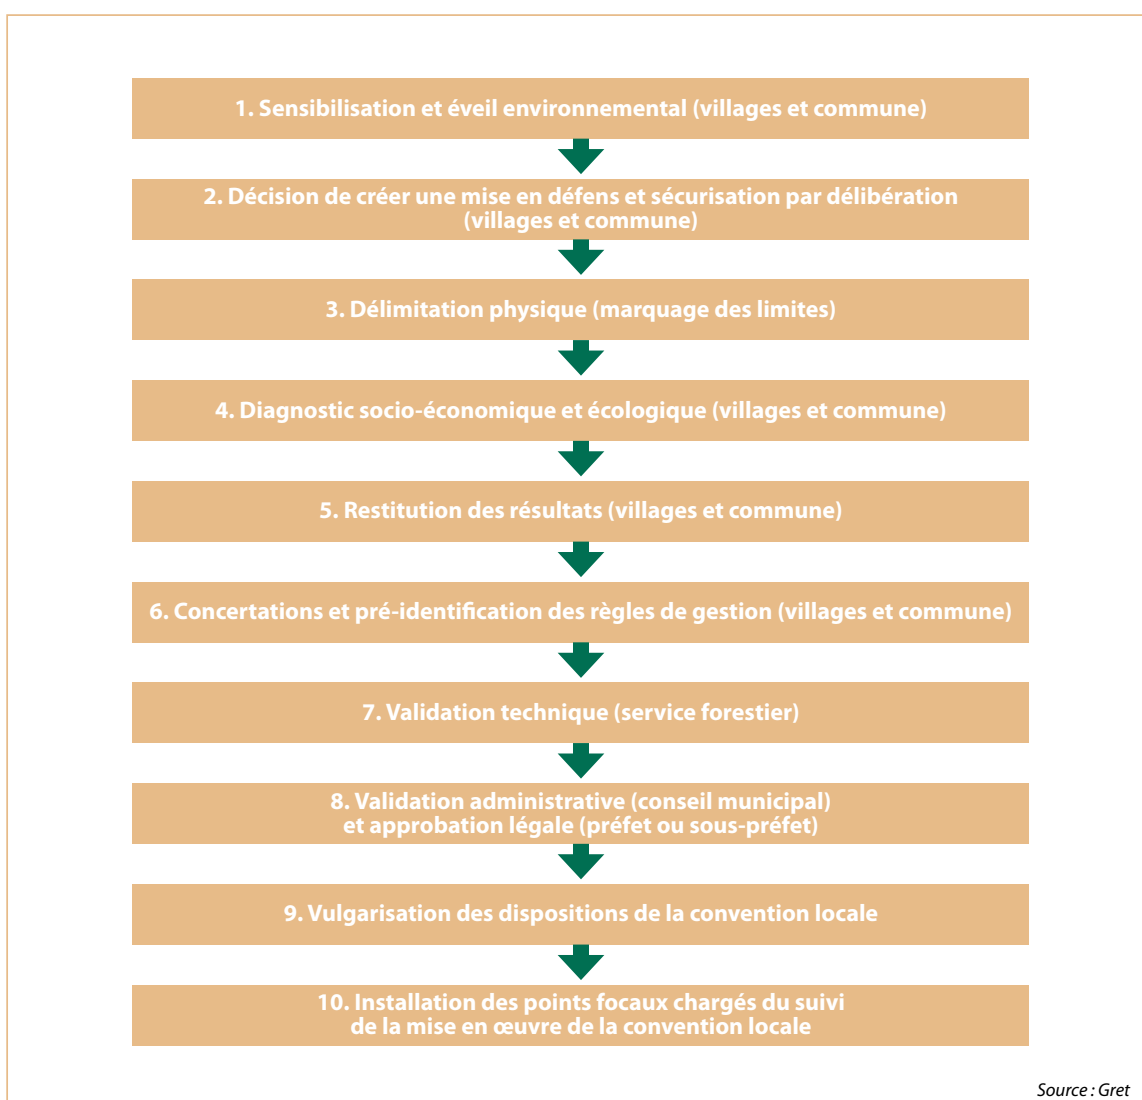 1. Sensibilisation et éveil environnemental (villages et commune)
2. Décision de créer une mise en défens et sécurisation par délibération
(villages et commune)
3. Délimitation physique (marquage des limites)
4. Diagnostic socio-économique et écologique (villages et commune)
5. Restitution des résultats (villages et commune)
6. Concertations et pré-identification des règles de gestion (villages et commune)
7. Validation technique (service forestier)
8. Validation administrative (conseil municipal)
et approbation légale (préfet ou sous-préfet)
9. Vulgarisation des dispositions de la convention locale
10. Installation des points focaux chargés du suivi
de la mise en œuvre de la convention locale
Source : Gret